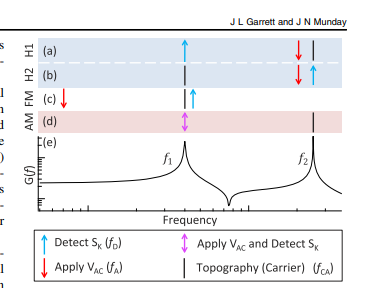 J L Garrett and J N Munday
s
-
l
n
d
e
)
-
s
-
r
l
H1 (a)
H2 (b)
FM (c)
AM (d)
(e)
G(f)
f1 f2
Frequency
Detect SK (fD) Apply VAC and Detect SK
Apply VAC (fA) Topography (Carrier) (fCA)